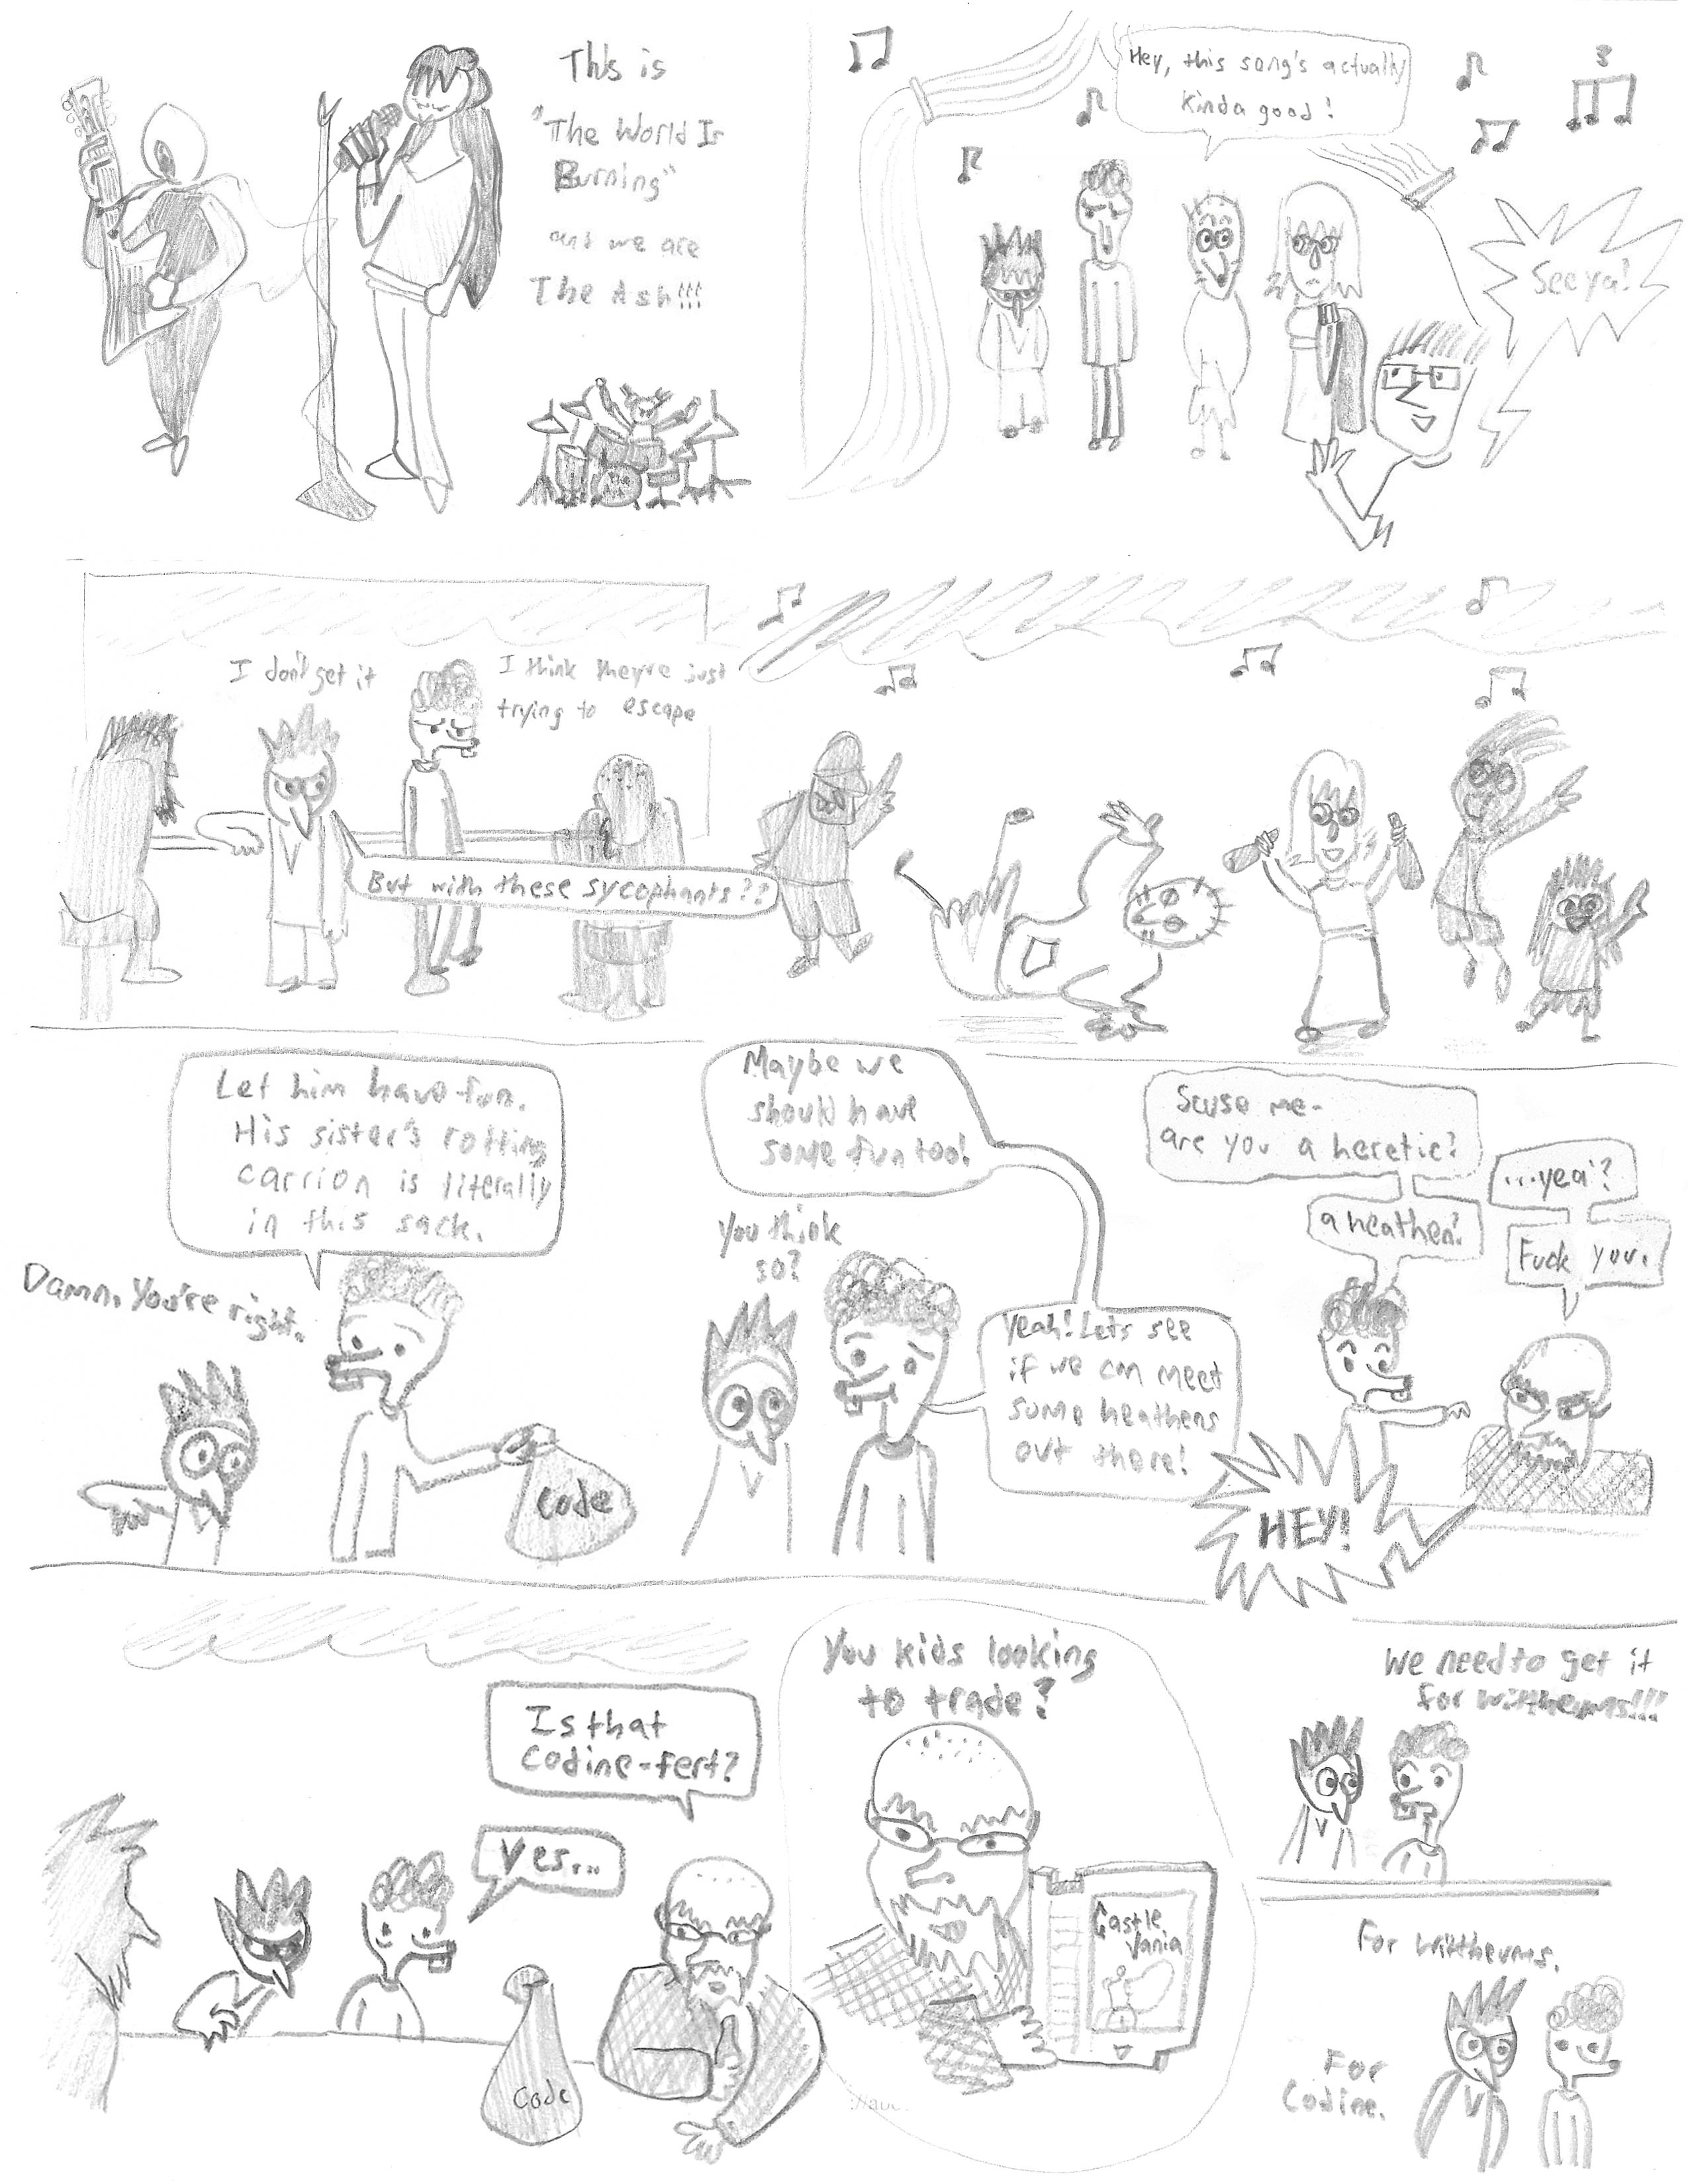 This is
"The World Is
Burning"
and we are
The Ash!!!
Hey, this song's actually
kinda good!
3
See ya!
I don't get it
I think they're just
trying to escape
But with these sycophants??
Let him have fun.
His sister's rotting
carrion is literally
in this sack.
Damn. You're right.
Code
Maybe we
should have
some fun too!
You think
so?
Yeah! Lets see
if we can meet
some heathens
out there!
Scuse me-
are you a heretic?
a heathen?
...yea'?
Fuck you.
HEY!
Is that
Codine-fert?
Yes...
Code
You kids looking
to trade?
Castle
Vania
We need to get it
for
For
For
Codine.